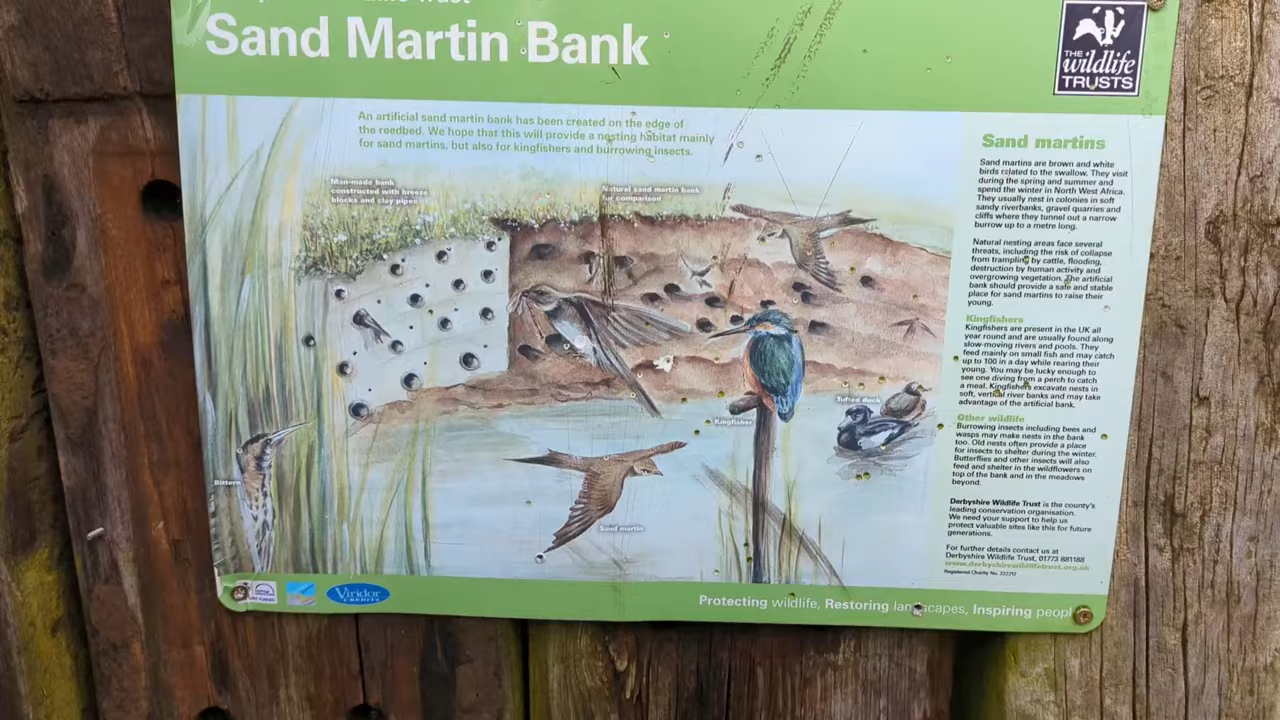 Trust
Sand Martin Bank
THE
wildlife
TRUSTS
An artificial sand martin bank has been created on the edge of
the reedbed. We hope that this will provide a nesting habitat mainly
for sand martins, but also for kingfishers and burrowing insects.
Man-made bank
constructed with breeze
blocks and clay pipes
Natural sand martin bank
for comparison
Kingfisher
Tufted duck
Bittern
Sand martin
Sand martins
Sand martins are brown and white
birds related to the swallow. They visit
during the spring and summer and
spend the winter in North West Africa.
They usually nest in colonies in soft
sandy riverbanks, gravel quarries and
cliffs where they tunnel out a narrow
burrow up to a metre long.
Natural nesting areas face several
threats, including the risk of collapse
from trampling by cattle, flooding,
destruction by human activity and
overgrowing vegetation. The artificial
bank should provide a safe and stable
place for sand martins to raise their
young.
Kingfishers
Kingfishers are present in the UK all
year round and are usually found along
slow-moving rivers and pools. They
feed mainly on small fish and may catch
up to 100 in a day while rearing their
young. You may be lucky enough to
see one diving from a perch to catch
a meal. Kingfishers excavate nests in
soft, vertical river banks and may take
advantage of the artificial bank.
Other wildlife
Burrowing insects including bees and
wasps may make nests in the bank
too. Old nests often provide a place
for insects to shelter during the winter.
Butterflies and other insects will also
feed and shelter in the wildflowers on
top of the bank and in the meadows
beyond.
Derbyshire Wildlife Trust is the county's
leading conservation organisation.
We need your support to help us
protect valuable sites like this for future
generations.
For further details contact us at
Derbyshire Wildlife Trust, 01773 881188
www.derbyshirewildlifetrust.org.uk
Registered Charity No. 222212
Viridor
CREDITS
Protecting wildlife, Restoring landscapes, Inspiring peopl